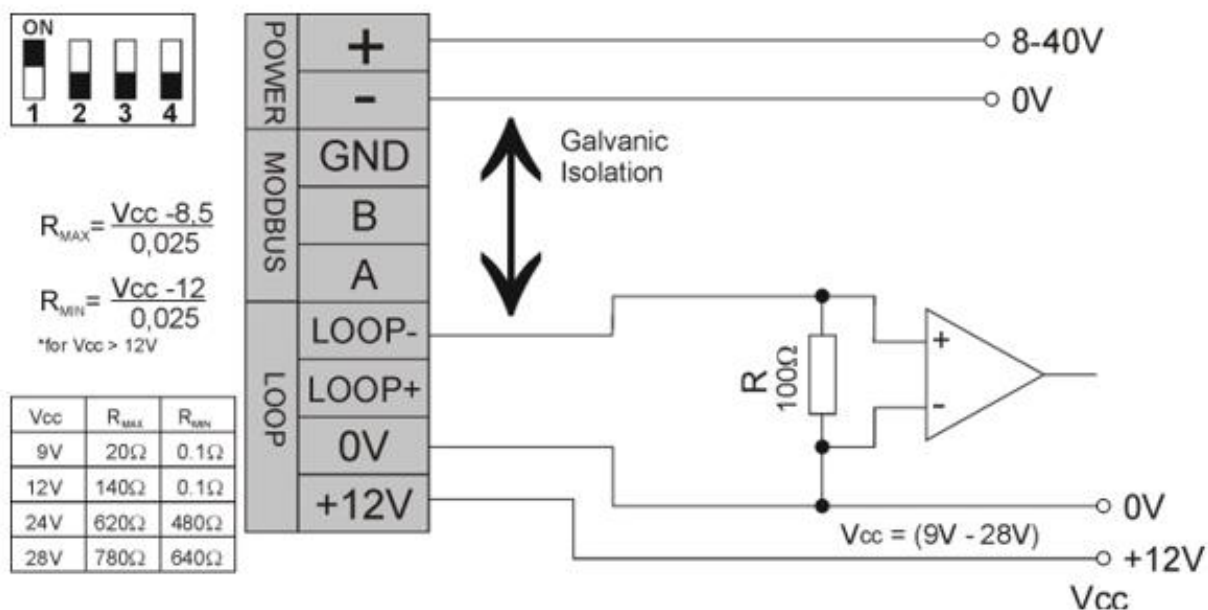 ON
1 2 3 4
R_MAX = Vcc -8,5 / 0,025
R_MIN = Vcc -12 / 0,025
*for Vcc > 12V
Vcc R_MAX R_MIN
9V 20Ω 0.1Ω
12V 140Ω 0.1Ω
24V 620Ω 480Ω
28V 780Ω 640Ω
POWER
+
-
MODBUS
GND
B
A
LOOP
LOOP-
LOOP+
0V
+12V
8-40V
0V
Galvanic
Isolation
R
100Ω
+
-
0V
Vcc = (9V - 28V)
+12V
Vcc